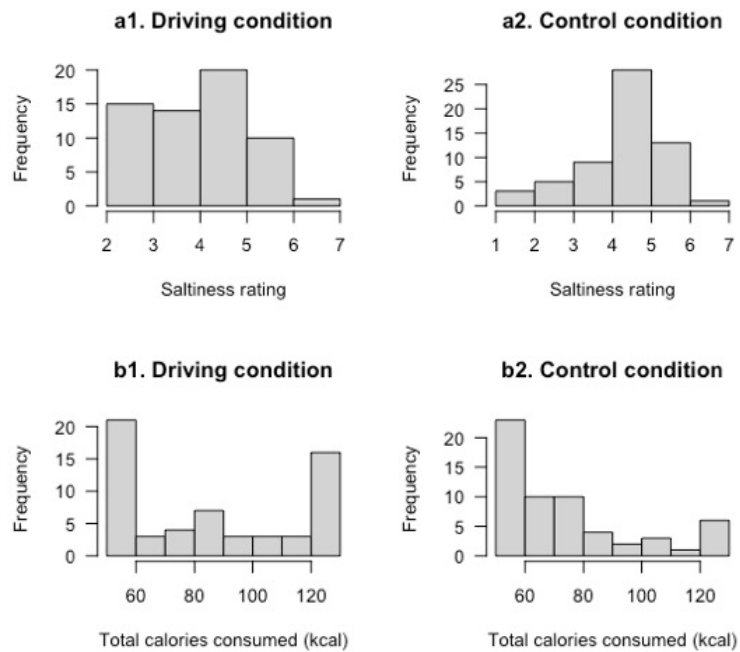 a1. Driving condition
Frequency
20
15
10
5
0
2 3 4 5 6 7
Saltiness rating
a2. Control condition
Frequency
25
20
15
10
5
0
1 2 3 4 5 6 7
Saltiness rating
b1. Driving condition
Frequency
20
15
10
5
0
60 80 100 120
Total calories consumed (kcal)
b2. Control condition
Frequency
20
15
10
5
0
60 80 100 120
Total calories consumed (kcal)